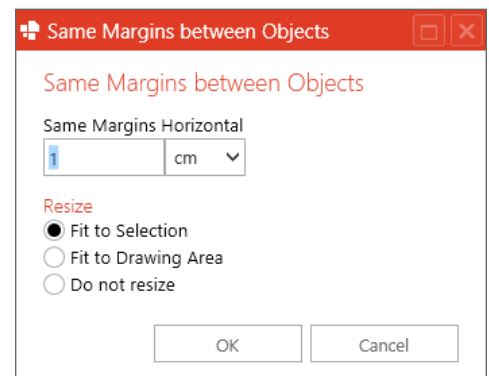 Same Margins between Objects
Same Margins between Objects
Same Margins Horizontal
1 cm
Resize
Fit to Selection
Fit to Drawing Area
Do not resize
OK Cancel